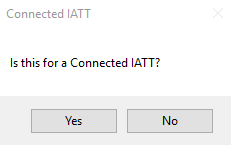 Connected IATT
Is this for a Connected IATT?
Yes
No